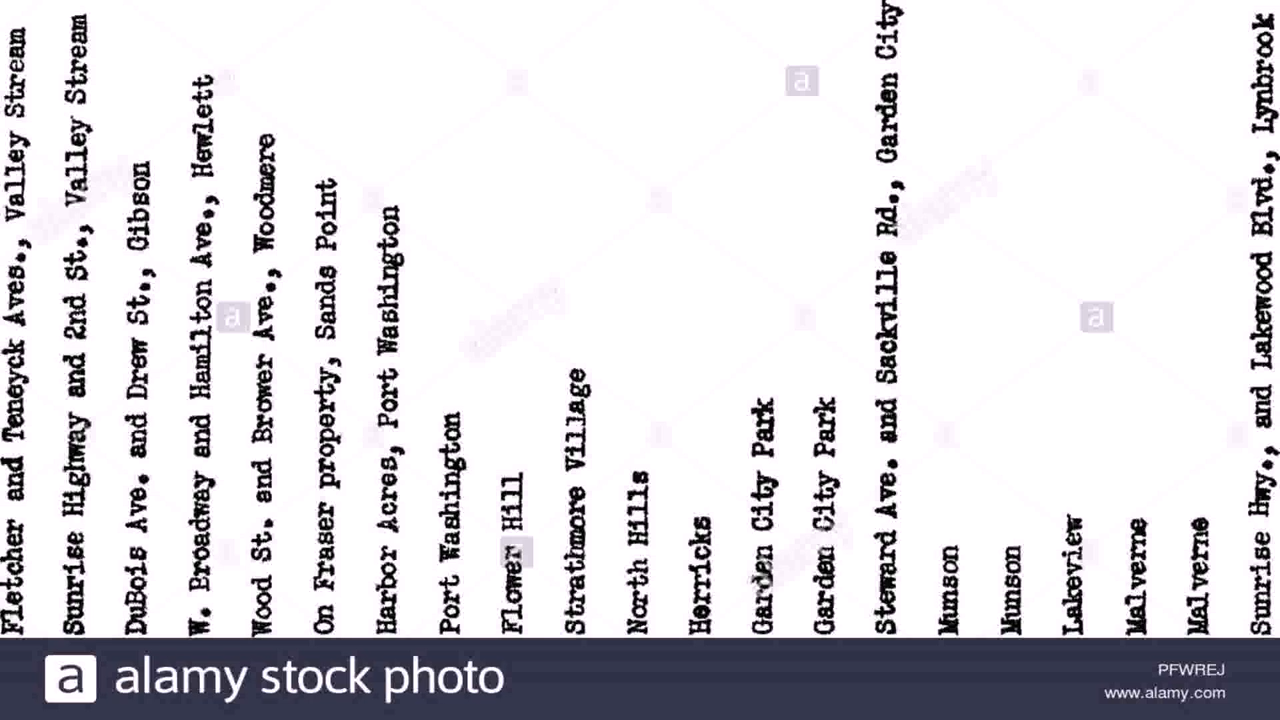 Fletcher and Teneyck Aves., Valley Stream
Sunrise Highway and 2nd St., Valley Stream
DuBois Ave. and Drew St., Gibson
W. Broadway and Hamilton Ave., Hewlett
Wood St. and Brower Ave., Woodmere
On Fraser property, Sands Point
Harbor Acres, Port Washington
Port Washington
Flower Hill
Strathmore Village
North Hills
Herricks
Garden City Park
Garden City Park
Steward Ave. and Sackville Rd., Garden City
Munson
Munson
Lakeview
Malverne
Malverne
Sunrise Hwy., and Lakewood Blvd., Lynbrook
a alamy stock photo
PFWREJ
www.alamy.com